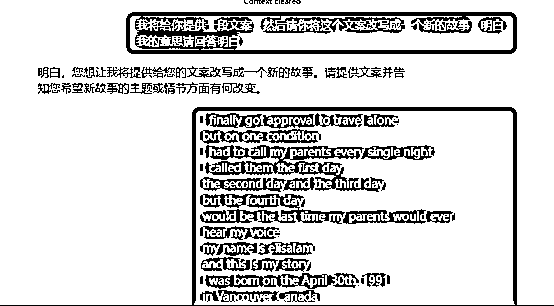 Context cleared
我将给你提供一段文案 然后请你将这个文案改写成一个新的故事 明白
我的意思请回答明白
明白，您想让我将提供给您的文案改写成一个新的故事。请提供文案并告
知您希望新故事的主题或情节方面有何改变。
I finally got approval to travel alone
but on one condition
I had to call my parents every single night
I called them the first day
the second day and the third day
but the fourth day
would be the last time my parents would ever
hear my voice
my name is elisalam
and this is my story
I was born on the April 30th, 1991
in Vancouver Canada